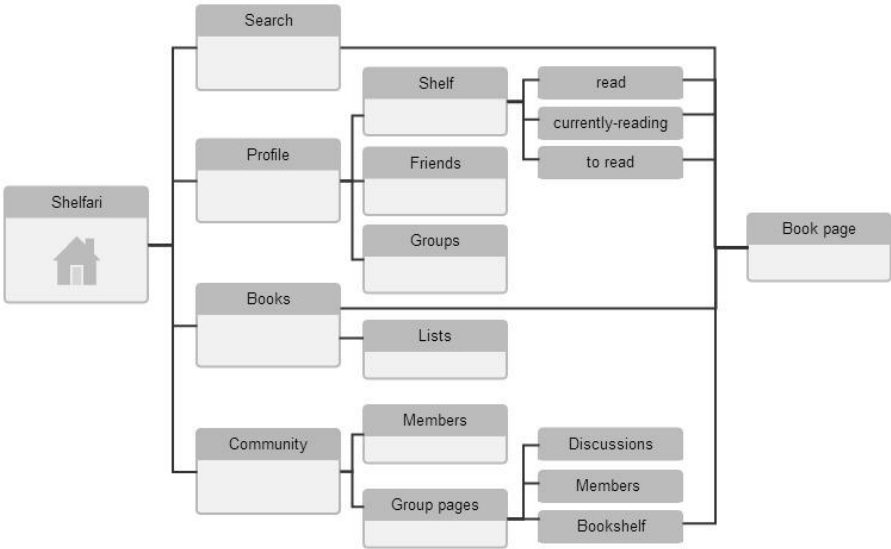 Search
Shelf
read
currently-reading
Profile
Friends
to read
Shelfari
Groups
Book page
Books
Lists
Members
Community
Discussions
Members
Group pages
Bookshelf